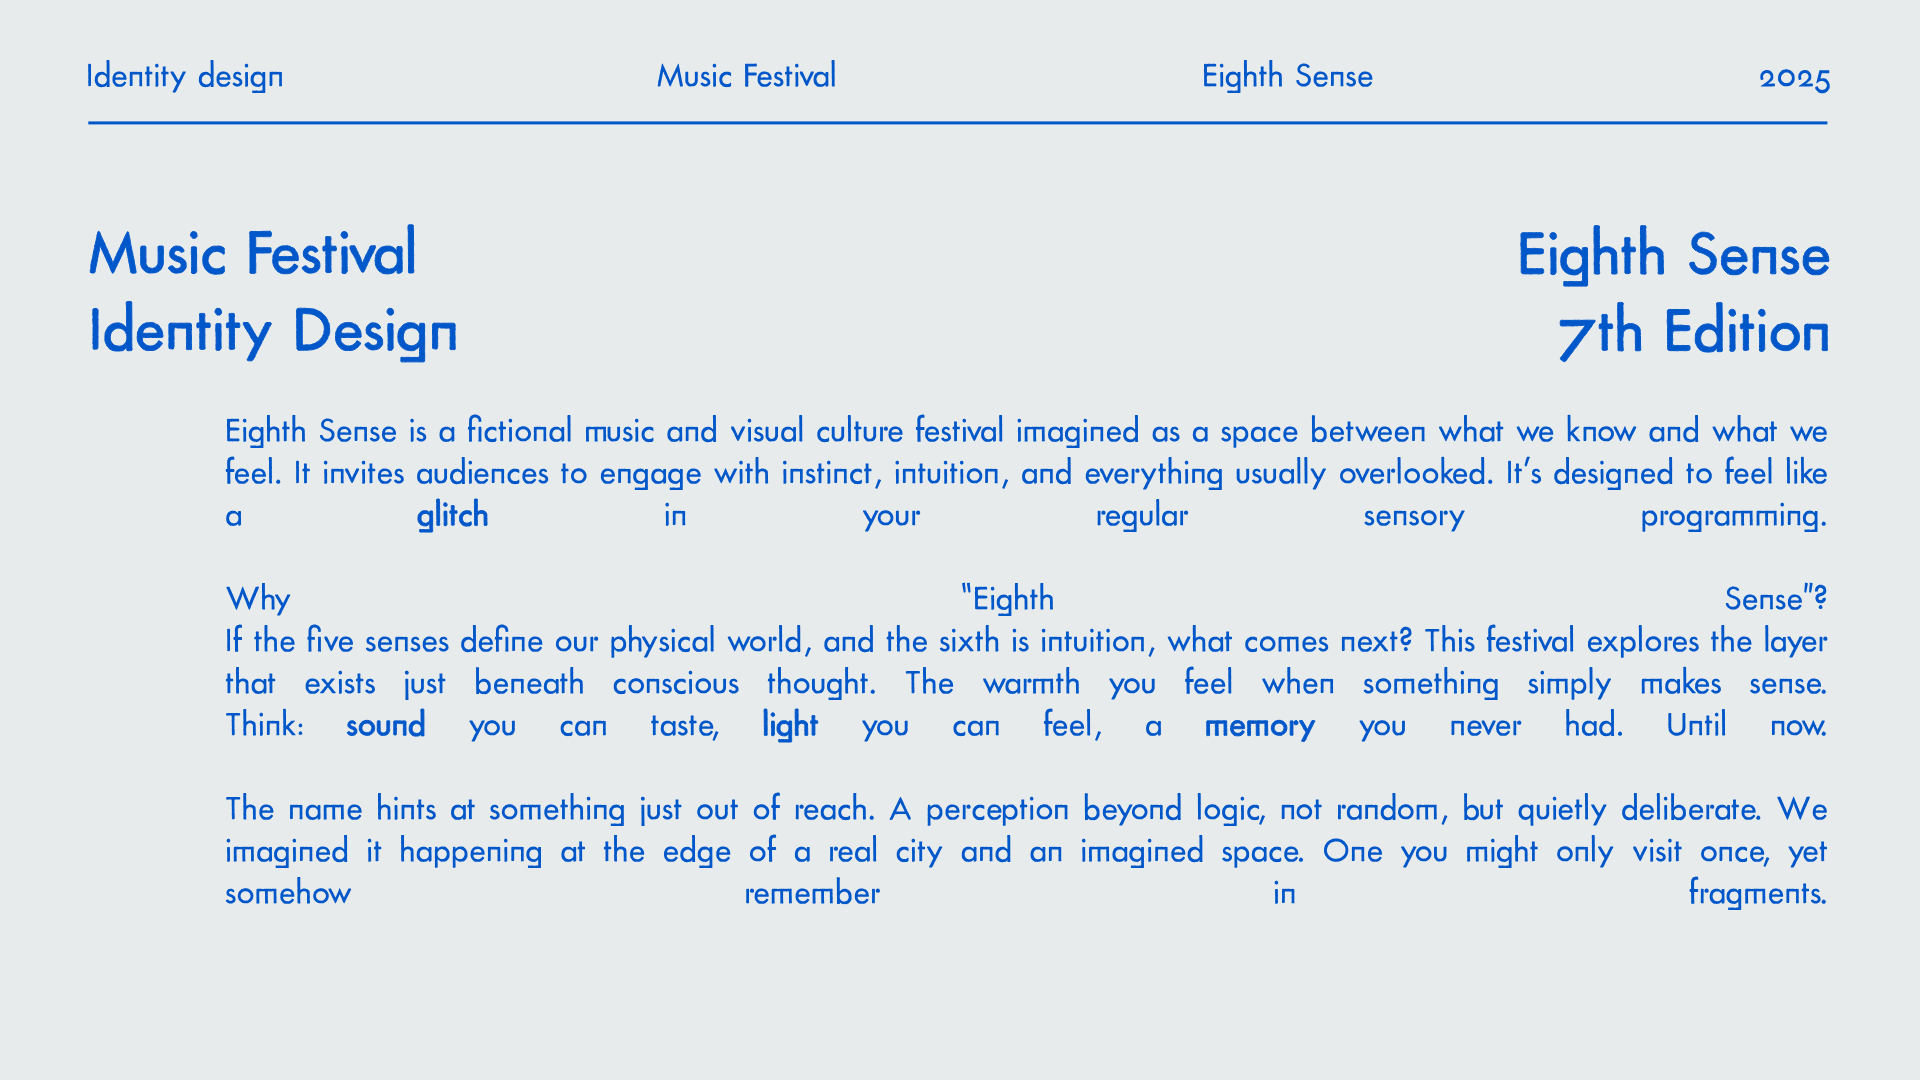 Identity design Music Festival Eighth Sense 2025
Music Festival
Identity Design
Eighth Sense
7th Edition
Eighth Sense is a fictional music and visual culture festival imagined as a space between what we know and what we
feel. It invites audiences to engage with instinct, intuition, and everything usually overlooked. It’s designed to feel like
a glitch in your regular sensory programming.
Why “Eighth Sense”?
If the five senses define our physical world, and the sixth is intuition, what comes next? This festival explores the layer
that exists just beneath conscious thought. The warmth you feel when something simply makes sense.
Think: sound you can taste, light you can feel, a memory you never had. Until now.
The name hints at something just out of reach. A perception beyond logic, not random, but quietly deliberate. We
imagined it happening at the edge of a real city and an imagined space. One you might only visit once, yet
somehow remember in fragments.